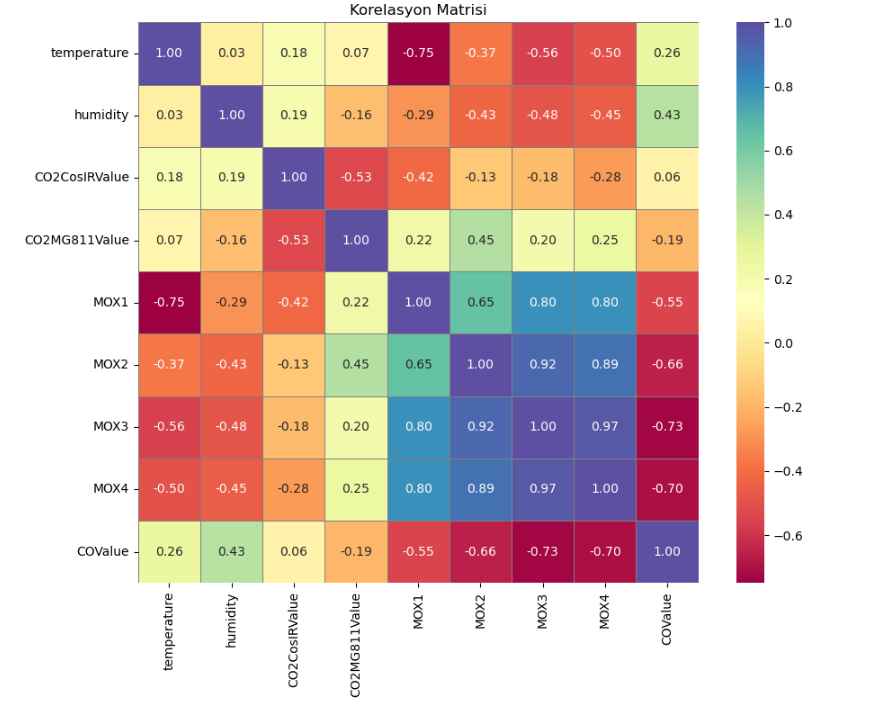 Korelasyon Matrisi
temperature 1.00 0.03 0.18 0.07 -0.75 -0.37 -0.56 -0.50 0.26
humidity 0.03 1.00 0.19 -0.16 -0.29 -0.43 -0.48 -0.45 0.43
CO2CosIRValue 0.18 0.19 1.00 -0.53 -0.42 -0.13 -0.18 -0.28 0.06
CO2MG811Value 0.07 -0.16 -0.53 1.00 0.22 0.45 0.20 0.25 -0.19
MOX1 -0.75 -0.29 -0.42 0.22 1.00 0.65 0.80 0.80 -0.55
MOX2 -0.37 -0.43 -0.13 0.45 0.65 1.00 0.92 0.89 -0.66
MOX3 -0.56 -0.48 -0.18 0.20 0.80 0.92 1.00 0.97 -0.73
MOX4 -0.50 -0.45 -0.28 0.25 0.80 0.89 0.97 1.00 -0.70
COValue 0.26 0.43 0.06 -0.19 -0.55 -0.66 -0.73 -0.70 1.00
temperature
humidity
CO2CosIRValue
CO2MG811Value
MOX1
MOX2
MOX3
MOX4
COValue
1.0
0.8
0.6
0.4
0.2
0.0
−0.2
−0.4
−0.6